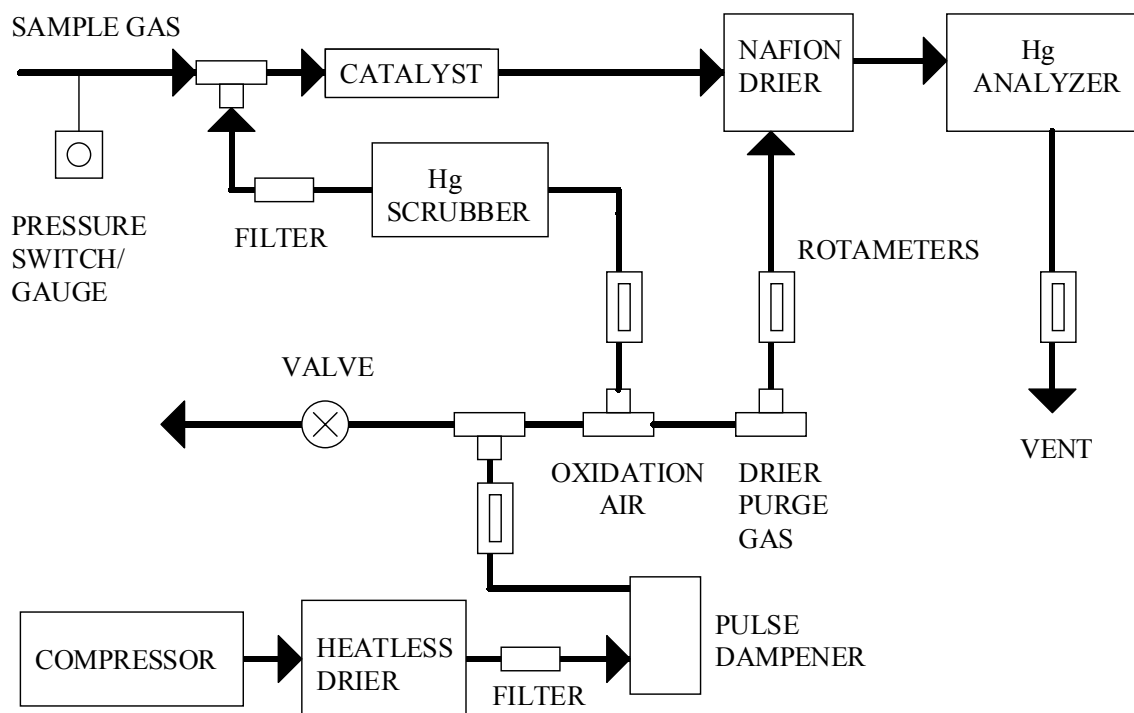 SAMPLE GAS
CATALYST
NAFION
DRIER
Hg
ANALYZER
Hg
SCRUBBER
PRESSURE
SWITCH/
GAUGE
FILTER
ROTAMETERS
VALVE
OXIDATION
AIR
DRIER
PURGE
GAS
VENT
COMPRESSOR
HEATLESS
DRIER
FILTER
PULSE
DAMPENER